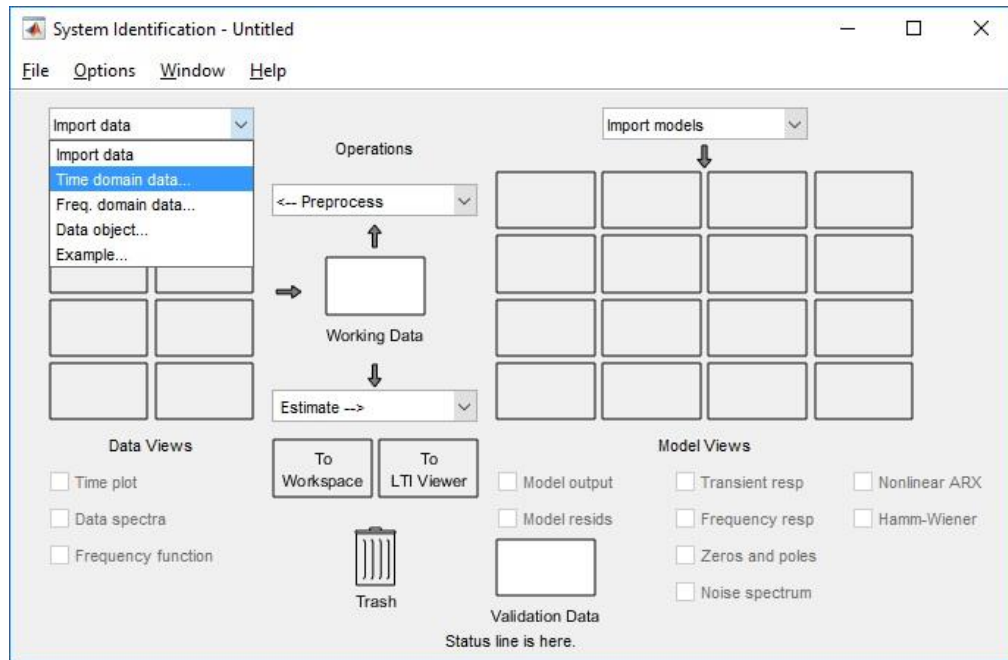 System Identification - Untitled
File Options Window Help
Import data
Import data
Time domain data...
Freq. domain data...
Data object...
Example...
Operations
<-- Preprocess
Working Data
Estimate -->
To Workspace
To LTI Viewer
Import models
Data Views
Time plot
Data spectra
Frequency function
Trash
Model Views
Model output
Transient resp
Nonlinear ARX
Model resids
Frequency resp
Hamm-Wiener
Zeros and poles
Noise spectrum
Validation Data
Status line is here.